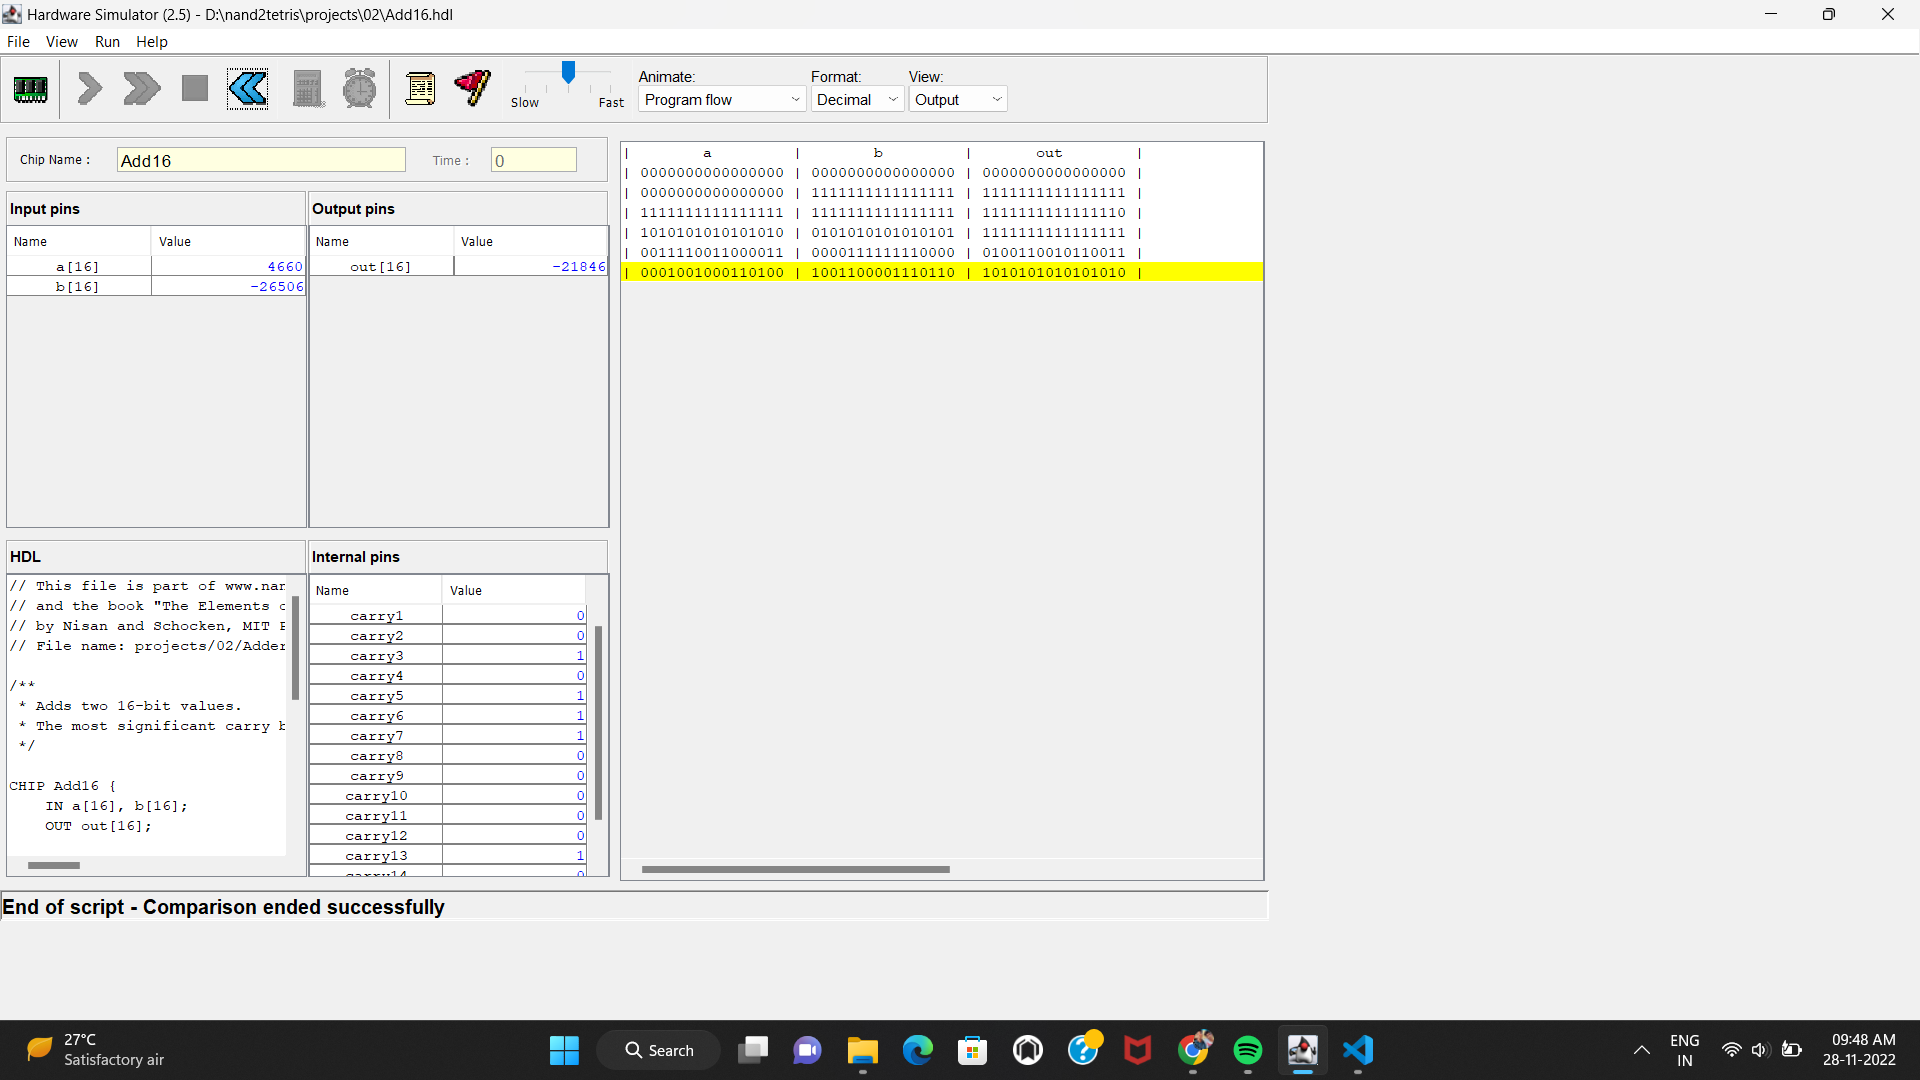 Hardware Simulator (2.5) - D:\nand2tetris\projects\02\Add16.hdl
File View Run Help
Slow Fast
Animate: Format: View:
Program flow Decimal Output
Chip Name : Add16 Time : 0
Input pins
Name Value
a[16] 4660
b[16] -26506
Output pins
Name Value
out[16] -21846
| a | b | out |
| 0000000000000000 | 0000000000000000 | 0000000000000000 |
| 0000000000000000 | 1111111111111111 | 1111111111111111 |
| 1111111111111111 | 1111111111111111 | 1111111111111110 |
| 1010101010101010 | 0101010101010101 | 1111111111111111 |
| 0011110011000011 | 0000111111110000 | 0100110010110011 |
| 0001001000110100 | 1001100001110110 | 1010101010101010 |
HDL
// This file is part of www.nan
// and the book "The Elements o
// by Nisan and Schocken, MIT P
// File name: projects/02/Adder
/**
* Adds two 16-bit values.
* The most significant carry b
*/
CHIP Add16 {
IN a[16], b[16];
OUT out[16];
Internal pins
Name Value
carry1 0
carry2 0
carry3 1
carry4 0
carry5 1
carry6 1
carry7 1
carry8 0
carry9 0
carry10 0
carry11 0
carry12 0
carry13 1
carry14 0
End of script - Comparison ended successfully
27°C
Satisfactory air
Search
ENG
IN
09:48 AM
28-11-2022